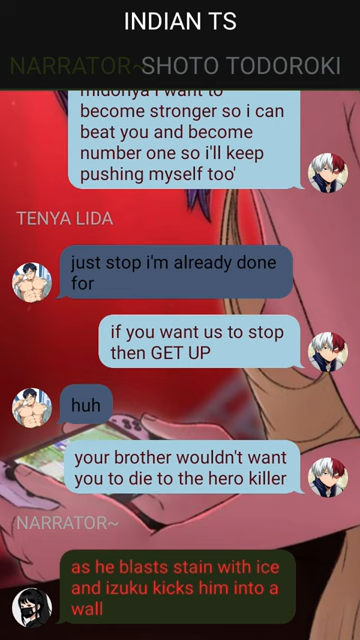 INDIAN TS
NARRATOR~SHOTO TODOROKI
midoriya i want to
become stronger so i can
beat you and become
number one so i'll keep
pushing myself too'
TENYA LIDA
just stop i'm already done
for
if you want us to stop
then GET UP
huh
your brother wouldn't want
you to die to the hero killer
NARRATOR~
as he blasts stain with ice
and izuku kicks him into a
wall